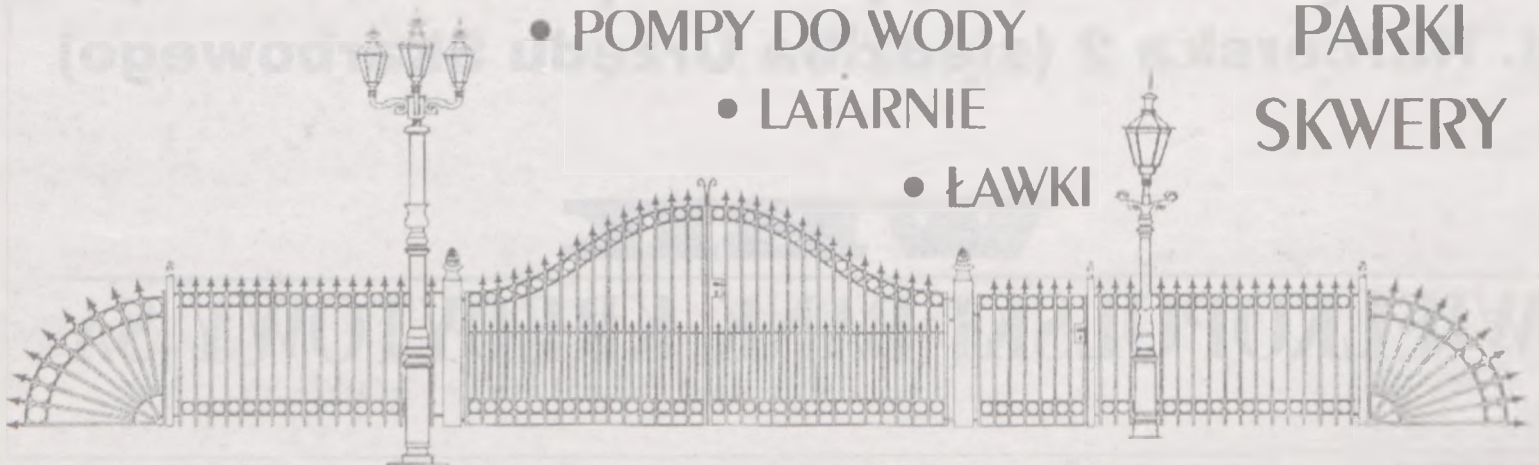 • POMPY DO WODY
• LATARNIE
• ŁAWKI
PARKI
SKWERY